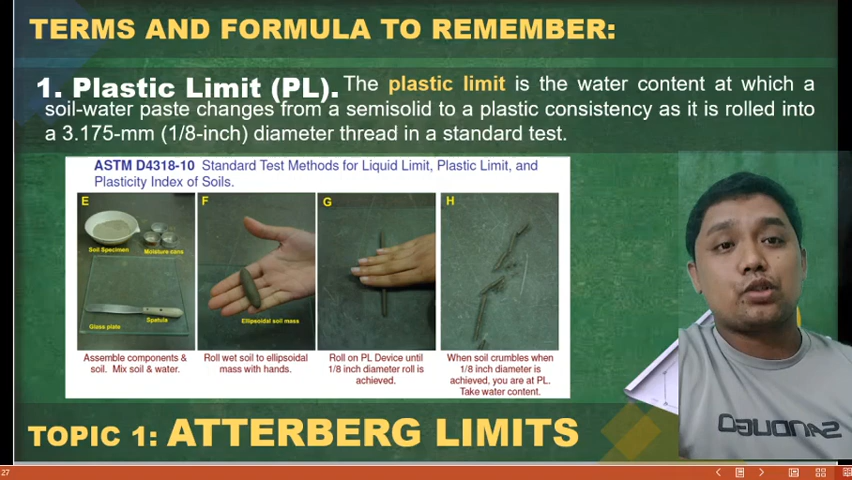 TERMS AND FORMULA TO REMEMBER:
1. Plastic Limit (PL). The plastic limit is the water content at which a
soil-water paste changes from a semisolid to a plastic consistency as it is rolled into
a 3.175-mm (1/8-inch) diameter thread in a standard test.
ASTM D4318-10 Standard Test Methods for Liquid Limit, Plastic Limit, and
Plasticity Index of Soils.
E
Soil Specimen
Moisture cans
Glass plate
Spatula
F
Ellipsoidal soil mass
G
H
Assemble components &
soil. Mix soil & water.
Roll wet soil to ellipsoidal
mass with hands.
Roll on PL Device until
1/8 inch diameter roll is
achieved.
When soil crumbles when
1/8 inch diameter is
achieved, you are at PL.
Take water content.
TOPIC 1: ATTERBERG LIMITS
27